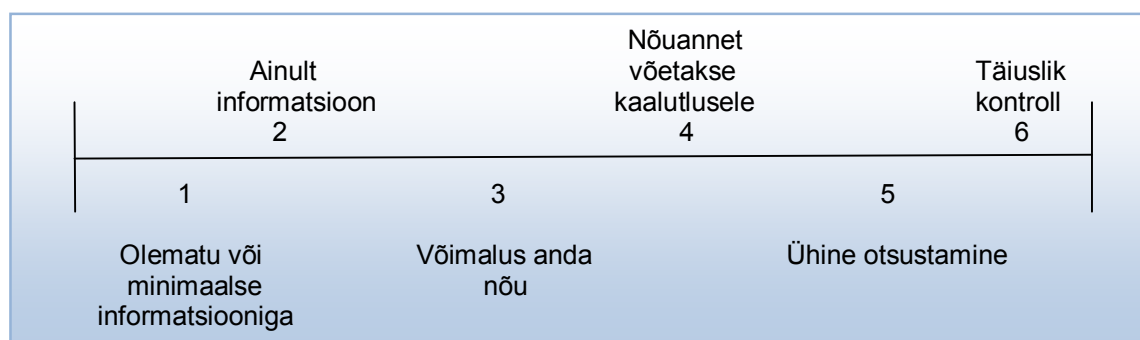 Ainult
informatsioon
2
Nõuannet
võetakse
kaalutlusele
4
Täiuslik
kontroll
6
1
Olematu või
minimaalse
informatsiooniga
3
Võimalus anda
nõu
5
Ühine otsustamine